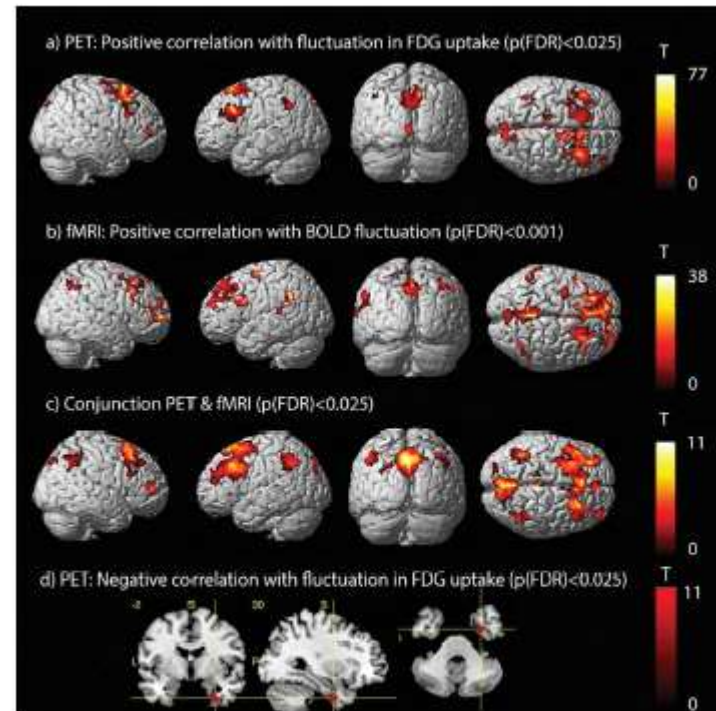 a) PET: Positive correlation with fluctuation in FDG uptake (p(FDR)<0.025)
T
77
0
b) fMRI: Positive correlation with BOLD fluctuation (p(FDR)<0.001)
T
38
0
c) Conjunction PET & fMRI (p(FDR)<0.025)
T
11
0
d) PET: Negative correlation with fluctuation in FDG uptake (p(FDR)<0.025)
T
11
0